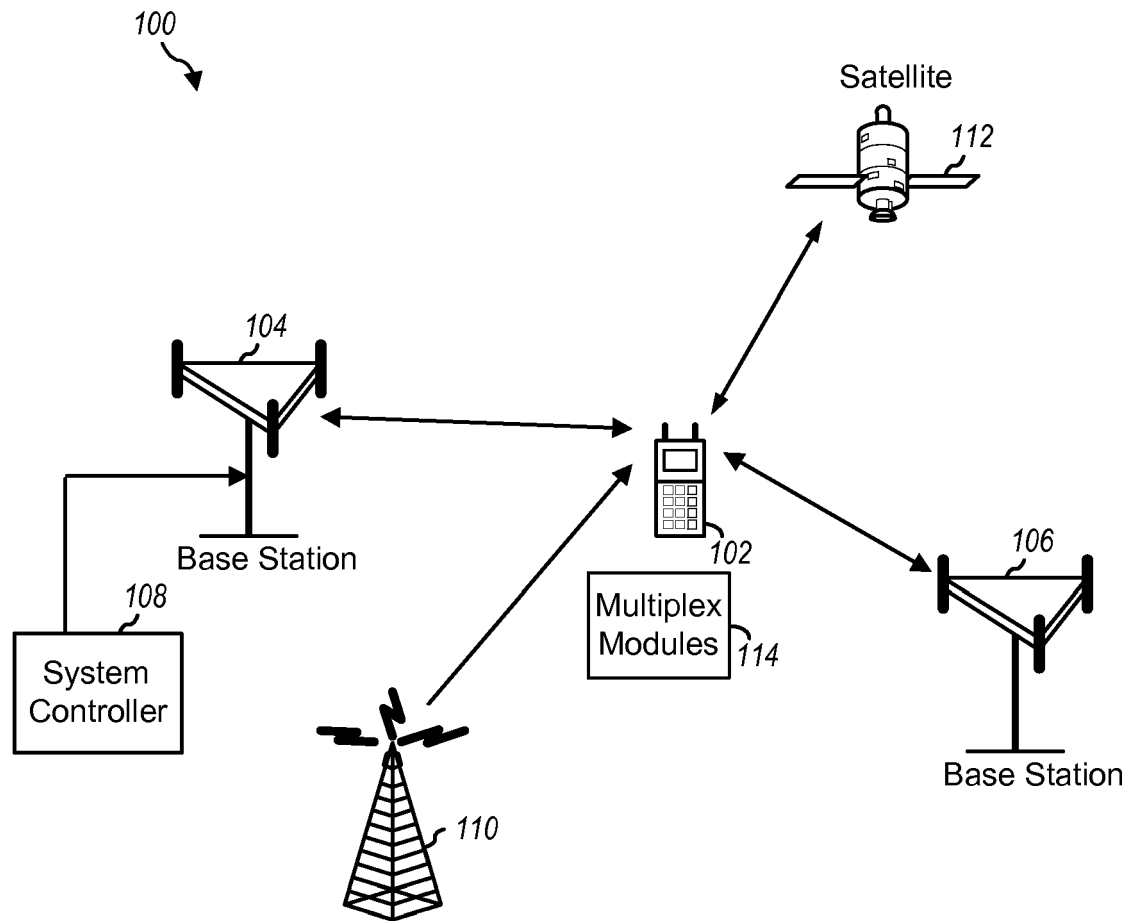 100
Satellite
112
104
Base Station
108
System
Controller
102
Multiplex
Modules
114
106
Base Station
110